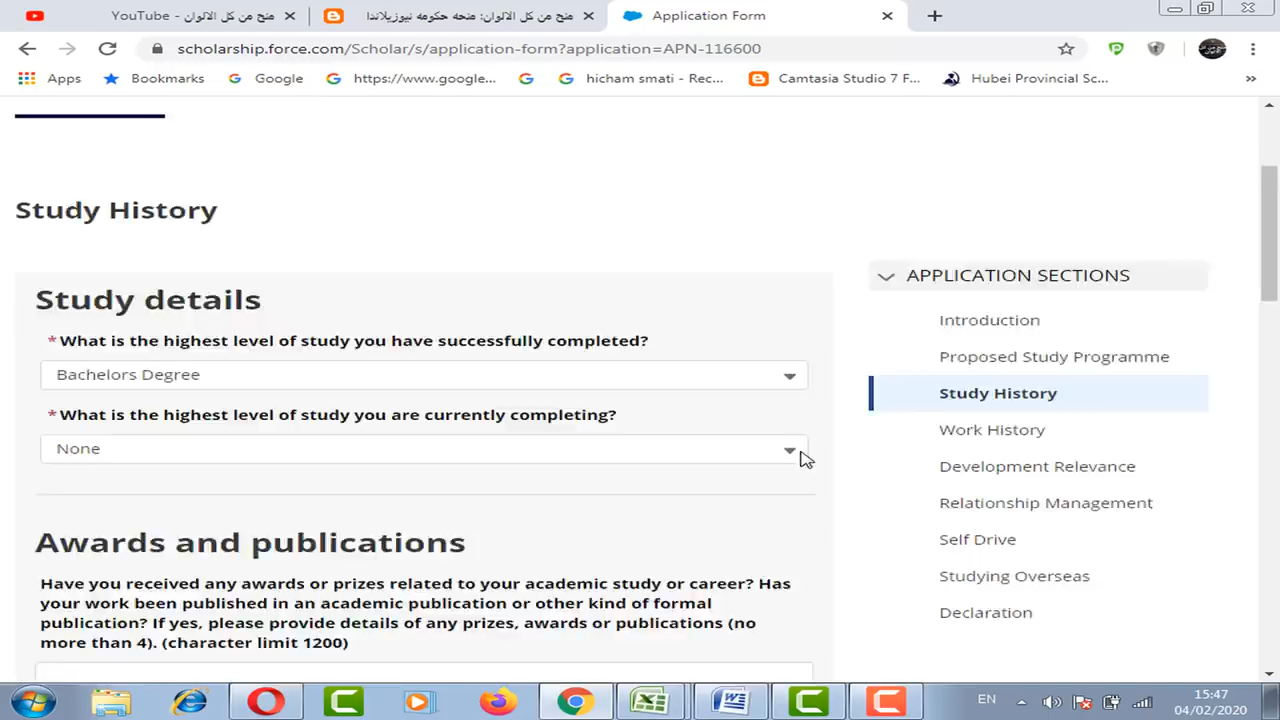 YouTube - منح من كل الالوان
منح من كل الالوان: منحه حكومه نيوزيلاندا
Application Form
scholarship.force.com/Scholar/s/application-form?application=APN-116600
Apps
Bookmarks
Google
https://www.google...
hicham smati - Rec...
Camtasia Studio 7 F...
Hubei Provincial Sc...
»
Study History
Study details
*What is the highest level of study you have successfully completed?
Bachelors Degree
*What is the highest level of study you are currently completing?
None
Awards and publications
Have you received any awards or prizes related to your academic study or career? Has
your work been published in an academic publication or other kind of formal
publication? If yes, please provide details of any prizes, awards or publications (no
more than 4). (character limit 1200)
APPLICATION SECTIONS
Introduction
Proposed Study Programme
Study History
Work History
Development Relevance
Relationship Management
Self Drive
Studying Overseas
Declaration
EN
15:47
04/02/2020